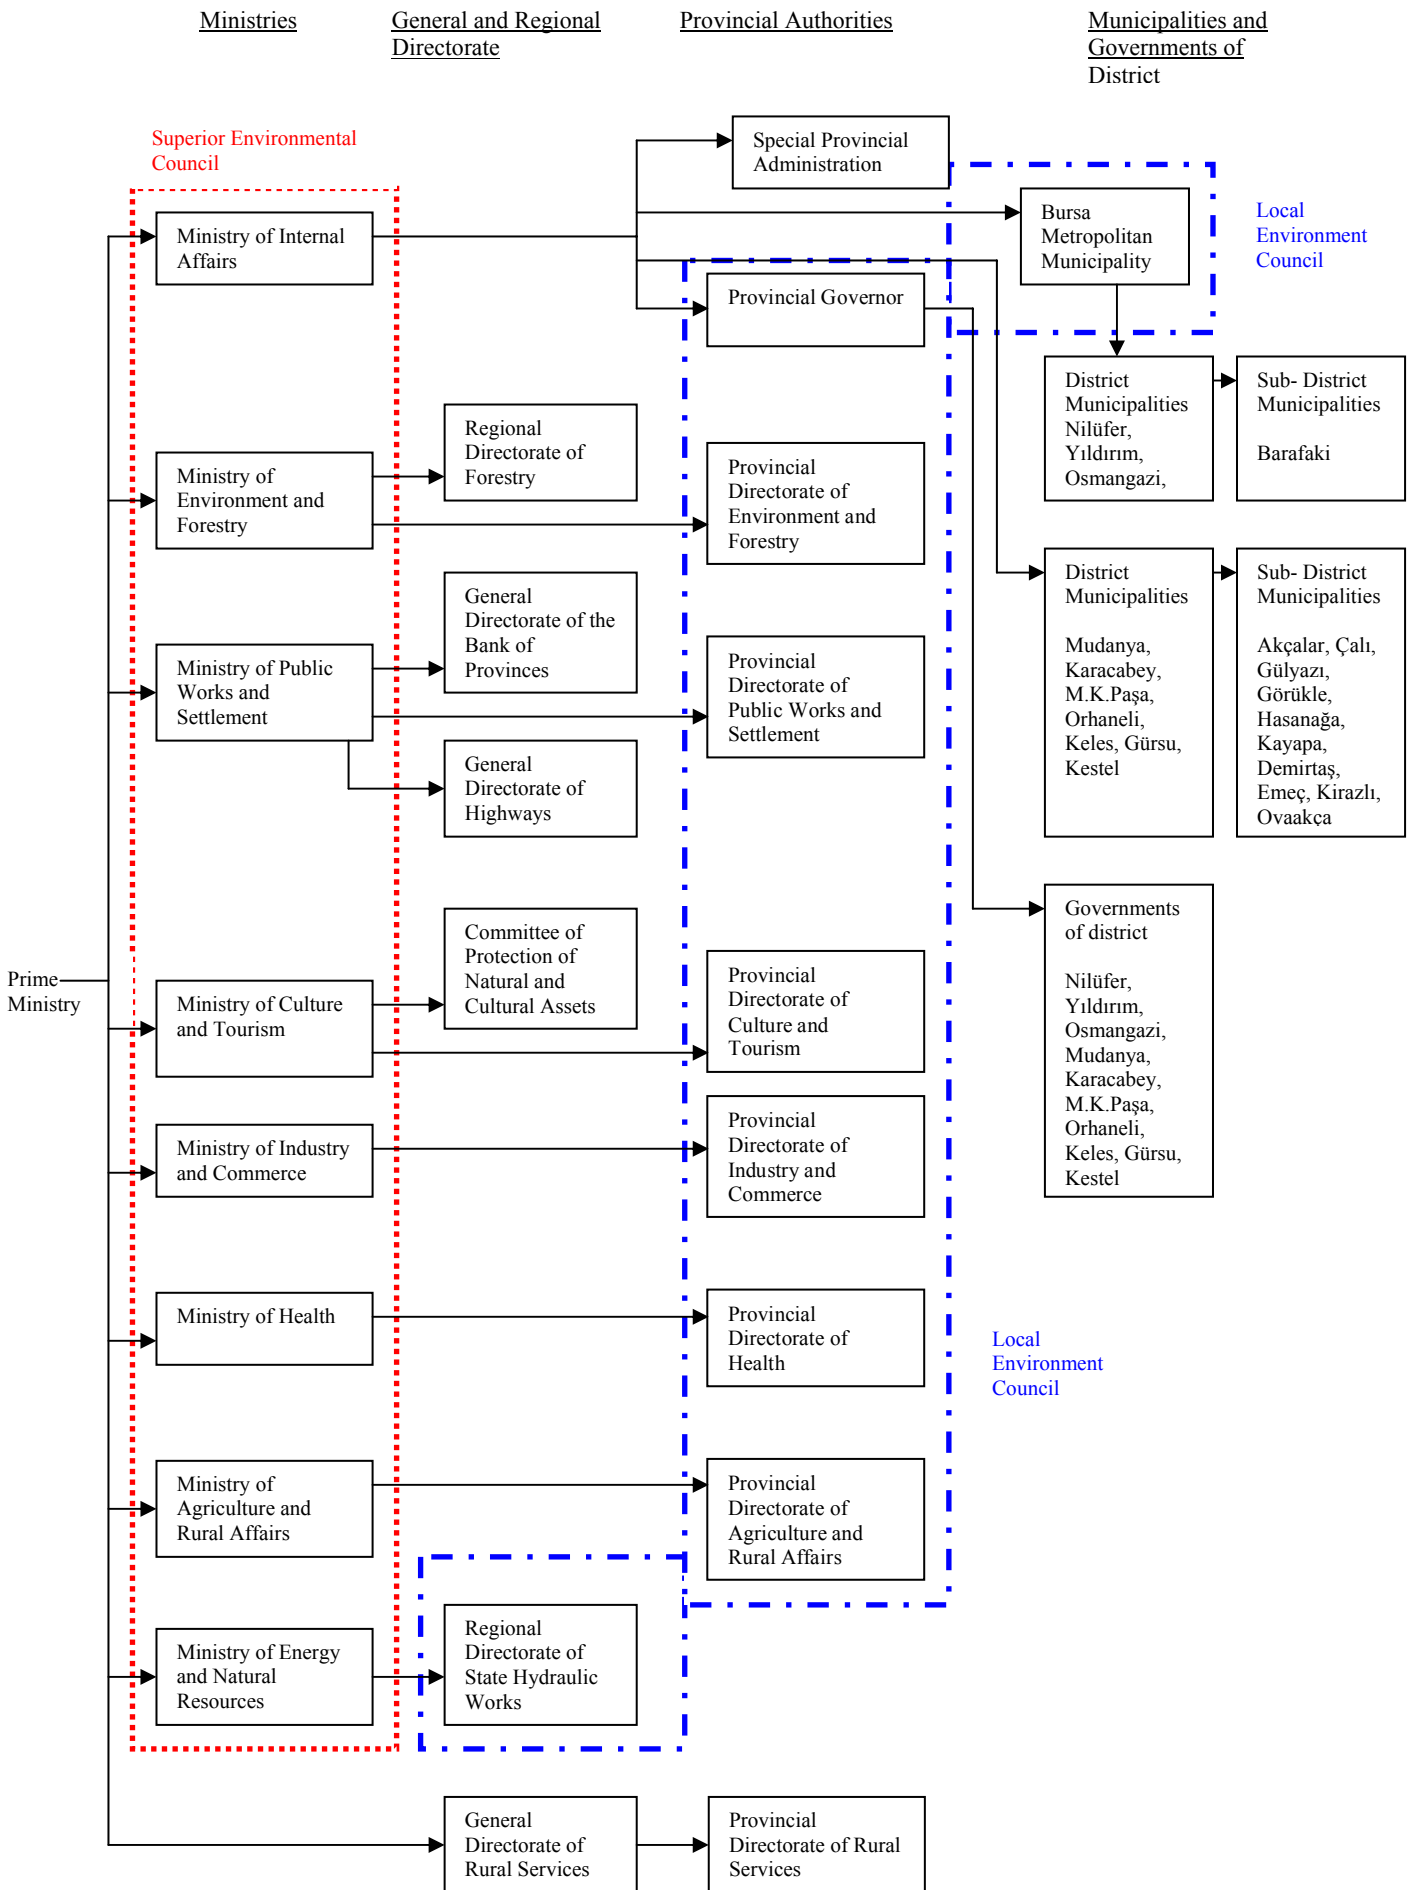 Ministries
General and Regional
Directorate
Provincial Authorities
Municipalities and
Governments of
District
Superior Environmental
Council
Special Provincial
Administration
Ministry of Internal
Affairs
Bursa
Metropolitan
Municipality
Local
Environment
Council
Provincial Governor
District
Municipalities
Nilüfer,
Yıldırım,
Osmangazi,
Sub- District
Municipalities
Barafaki
Regional
Directorate of
Forestry
Ministry of
Environment and
Forestry
Provincial
Directorate of
Environment and
Forestry
General
Directorate of the
Bank of
Provinces
Ministry of Public
Works and
Settlement
Provincial
Directorate of
Public Works and
Settlement
General
Directorate of
Highways
District
Municipalities
Mudanya,
Karacabey,
M.K.Paşa,
Orhaneli,
Keles, Gürsu,
Kestel
Sub- District
Municipalities
Akçalar, Çalı,
Gülyazı,
Görükle,
Hasanağa,
Kayapa,
Demirtaş,
Emeç, Kirazlı,
Ovaakça
Prime
Ministry
Committee of
Protection of
Natural and
Cultural Assets
Ministry of Culture
and Tourism
Provincial
Directorate of
Culture and
Tourism
Governments
of district
Nilüfer,
Yıldırım,
Osmangazi,
Mudanya,
Karacabey,
M.K.Paşa,
Orhaneli,
Keles, Gürsu,
Kestel
Ministry of Industry
and Commerce
Provincial
Directorate of
Industry and
Commerce
Ministry of Health
Provincial
Directorate of
Health
Local
Environment
Council
Ministry of
Agriculture and
Rural Affairs
Provincial
Directorate of
Agriculture and
Rural Affairs
Ministry of Energy
and Natural
Resources
Regional
Directorate of
State Hydraulic
Works
General
Directorate of
Rural Services
Provincial
Directorate of Rural
Services